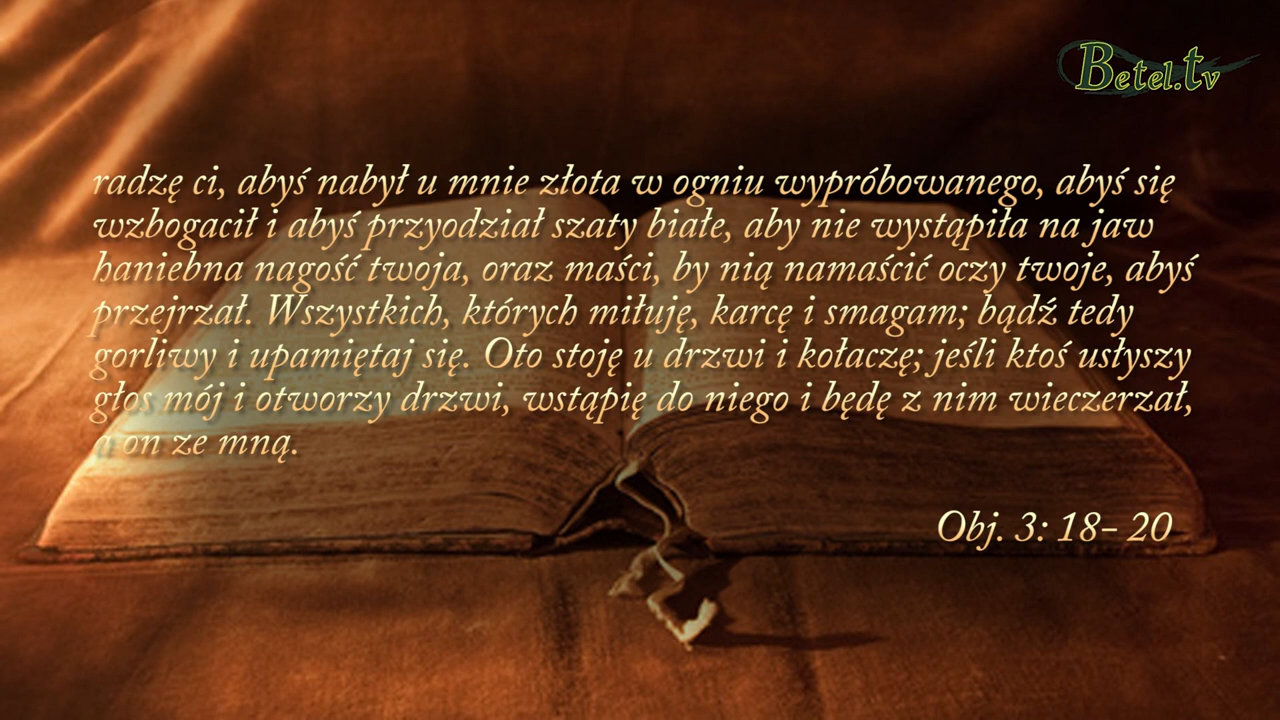 Betel.tv
radzę ci, abyś nabył u mnie złota w ogniu wypróbowanego, abyś się
wzbogacił i abyś przyodział szaty białe, aby nie wystąpiła na jaw
haniebna nagość twoja, oraz maści, by nią namaścić oczy twoje, abyś
przejrzał. Wszystkich, których miłuję, karcę i smagam; bądź tedy
gorliwy i upamiętaj się. Oto stoję u drzwi i kołaczę; jeśli ktoś usłyszy
głos mój i otworzy drzwi, wstąpię do niego i będę z nim wieczerzał,
a on ze mną.
Obj. 3: 18– 20